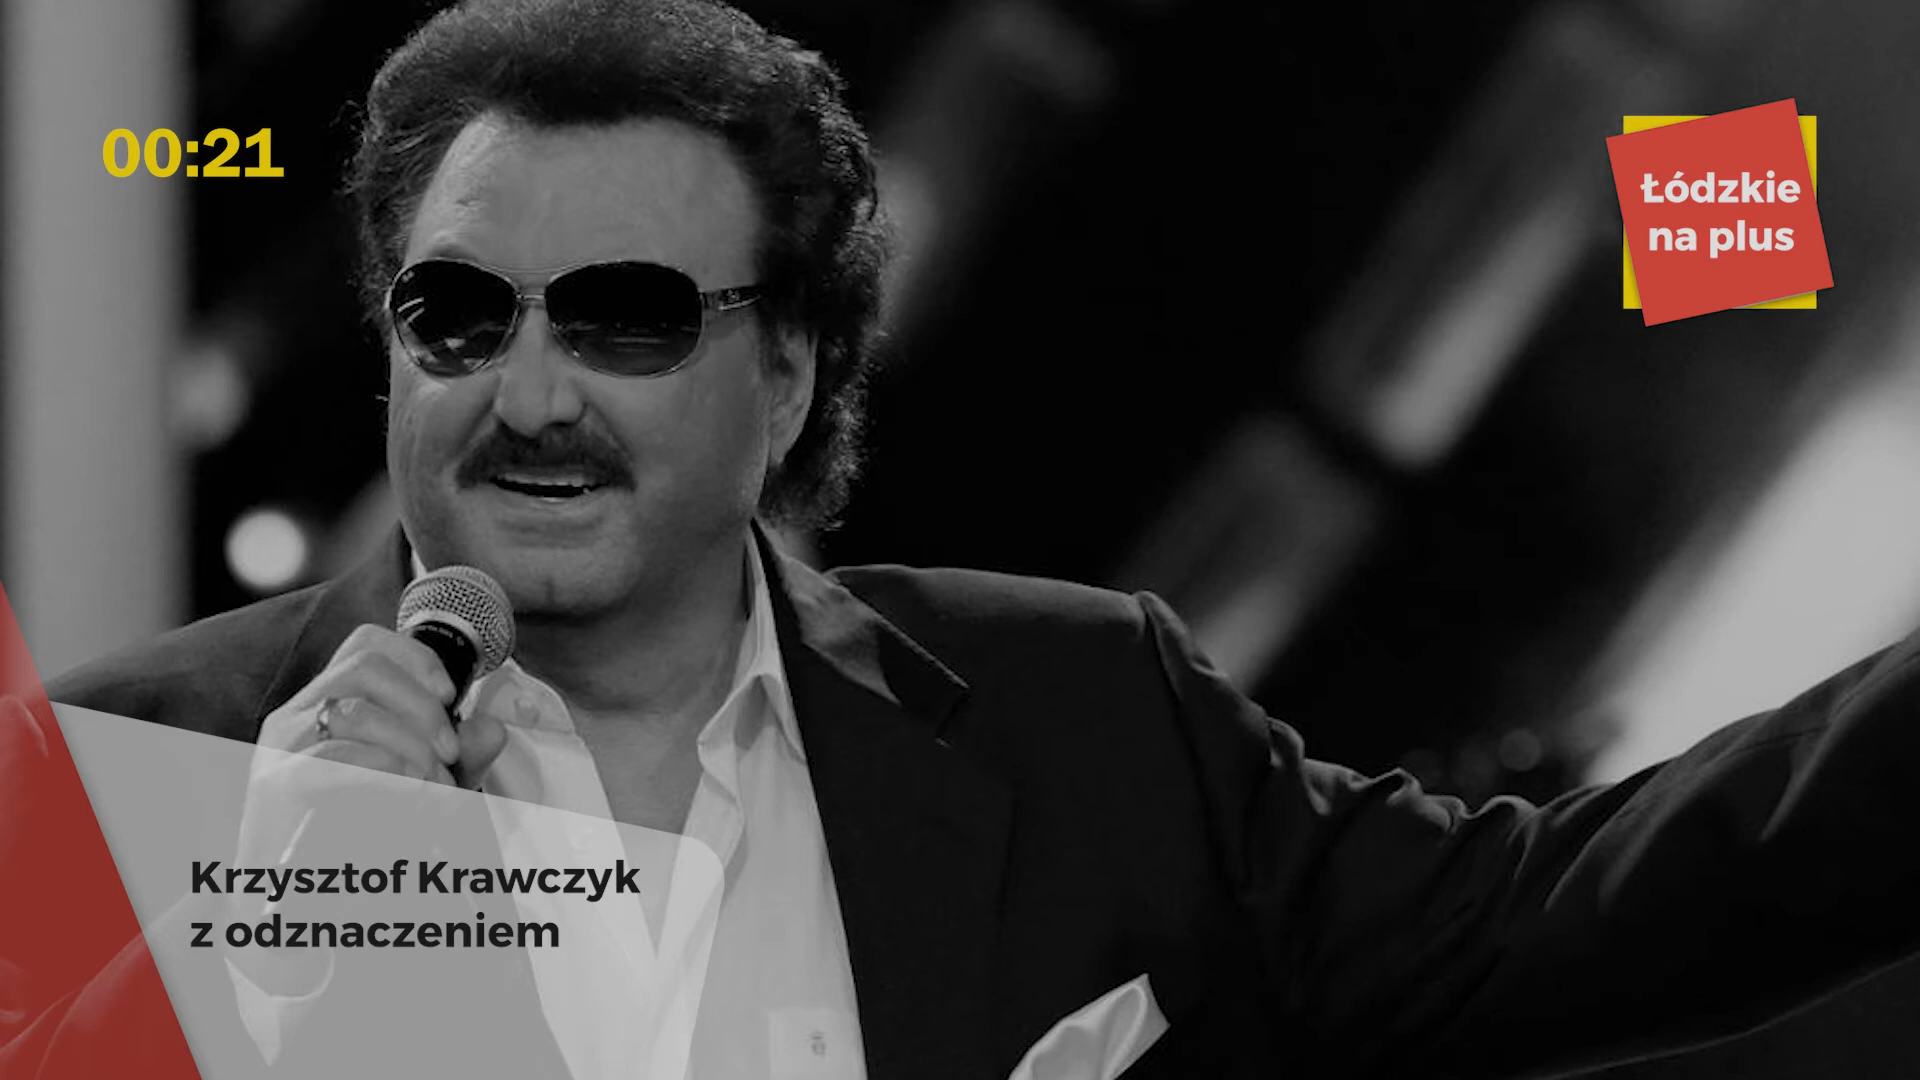 00:21
Łódzkie
na plus
Krzysztof Krawczyk
z odznaczeniem